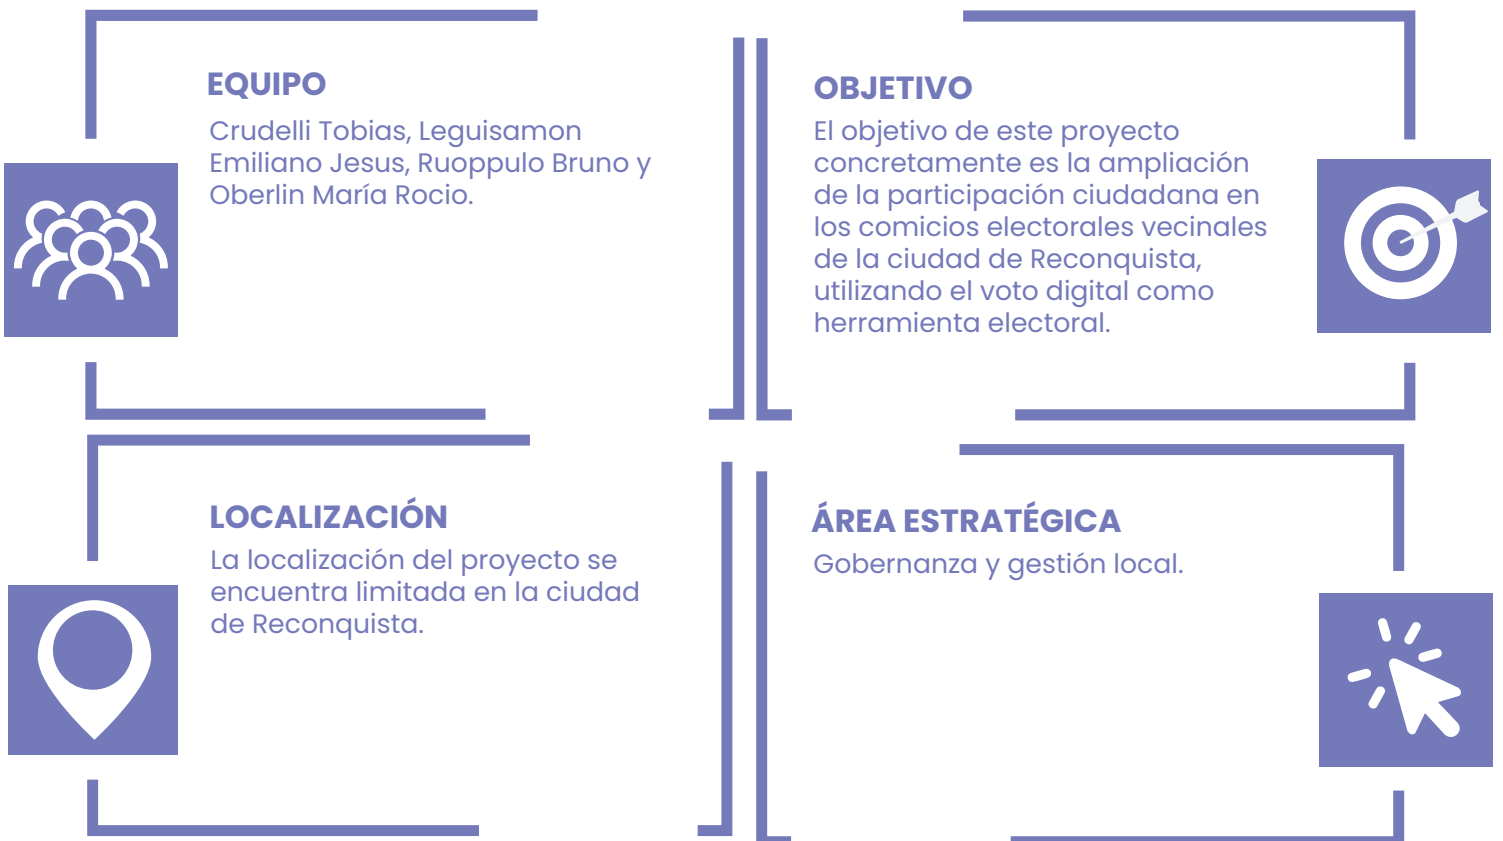 EQUIPO
Crudelli Tobias, Leguisamon
Emiliano Jesus, Ruoppulo Bruno y
Oberlin María Rocio.
OBJETIVO
El objetivo de este proyecto
concretamente es la ampliación
de la participación ciudadana en
los comicios electorales vecinales
de la ciudad de Reconquista,
utilizando el voto digital como
herramienta electoral.
LOCALIZACIÓN
La localización del proyecto se
encuentra limitada en la ciudad
de Reconquista.
ÁREA ESTRATÉGICA
Gobernanza y gestión local.